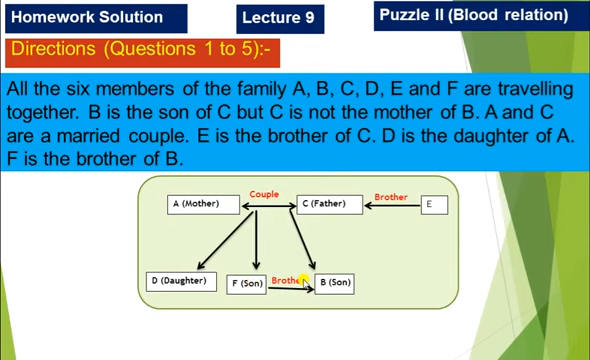 Homework Solution
Lecture 9
Puzzle II (Blood relation)
Directions (Questions 1 to 5):-
All the six members of the family A, B, C, D, E and F are travelling
together. B is the son of C but C is not the mother of B. A and C
are a married couple. E is the brother of C. D is the daughter of A.
F is the brother of B.
Couple
Brother
A (Mother)
C (Father)
E
D (Daughter)
F (Son)
Brother
B (Son)